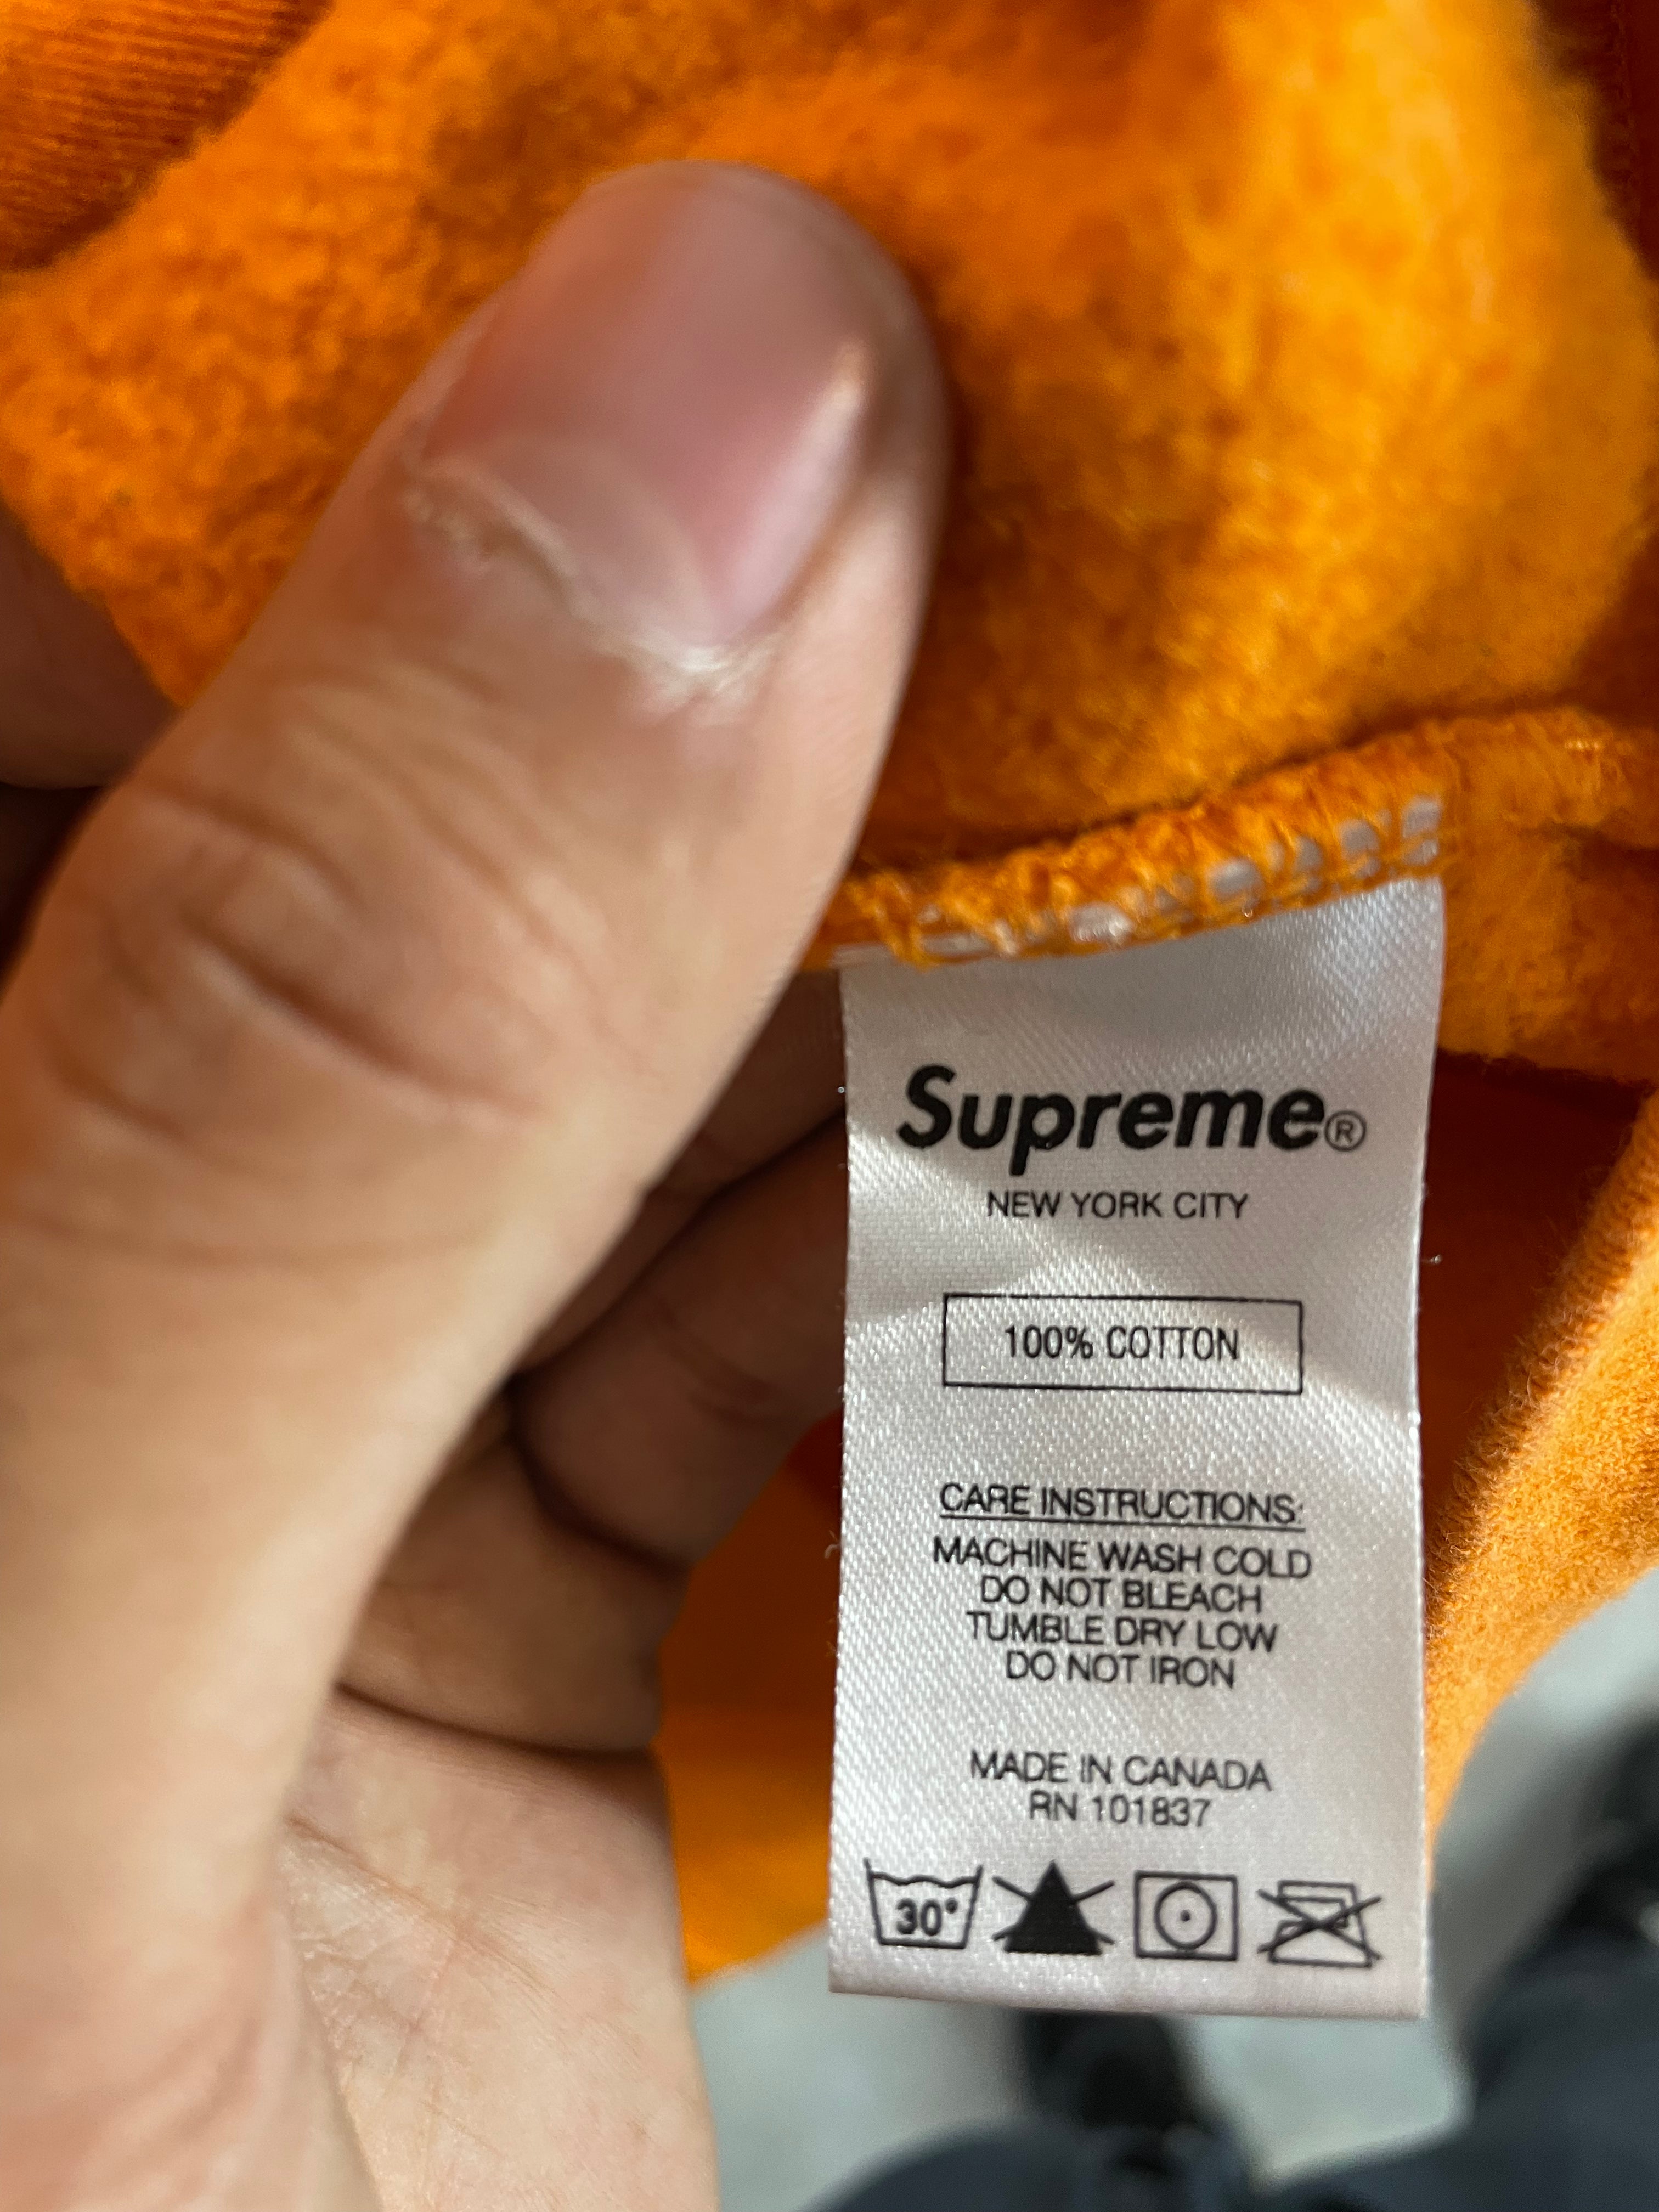 Supreme®
NEW YORK CITY
100% COTTON
CARE INSTRUCTIONS:
MACHINE WASH COLD
DO NOT BLEACH
TUMBLE DRY LOW
DO NOT IRON
MADE IN CANADA
RN 101837
30°